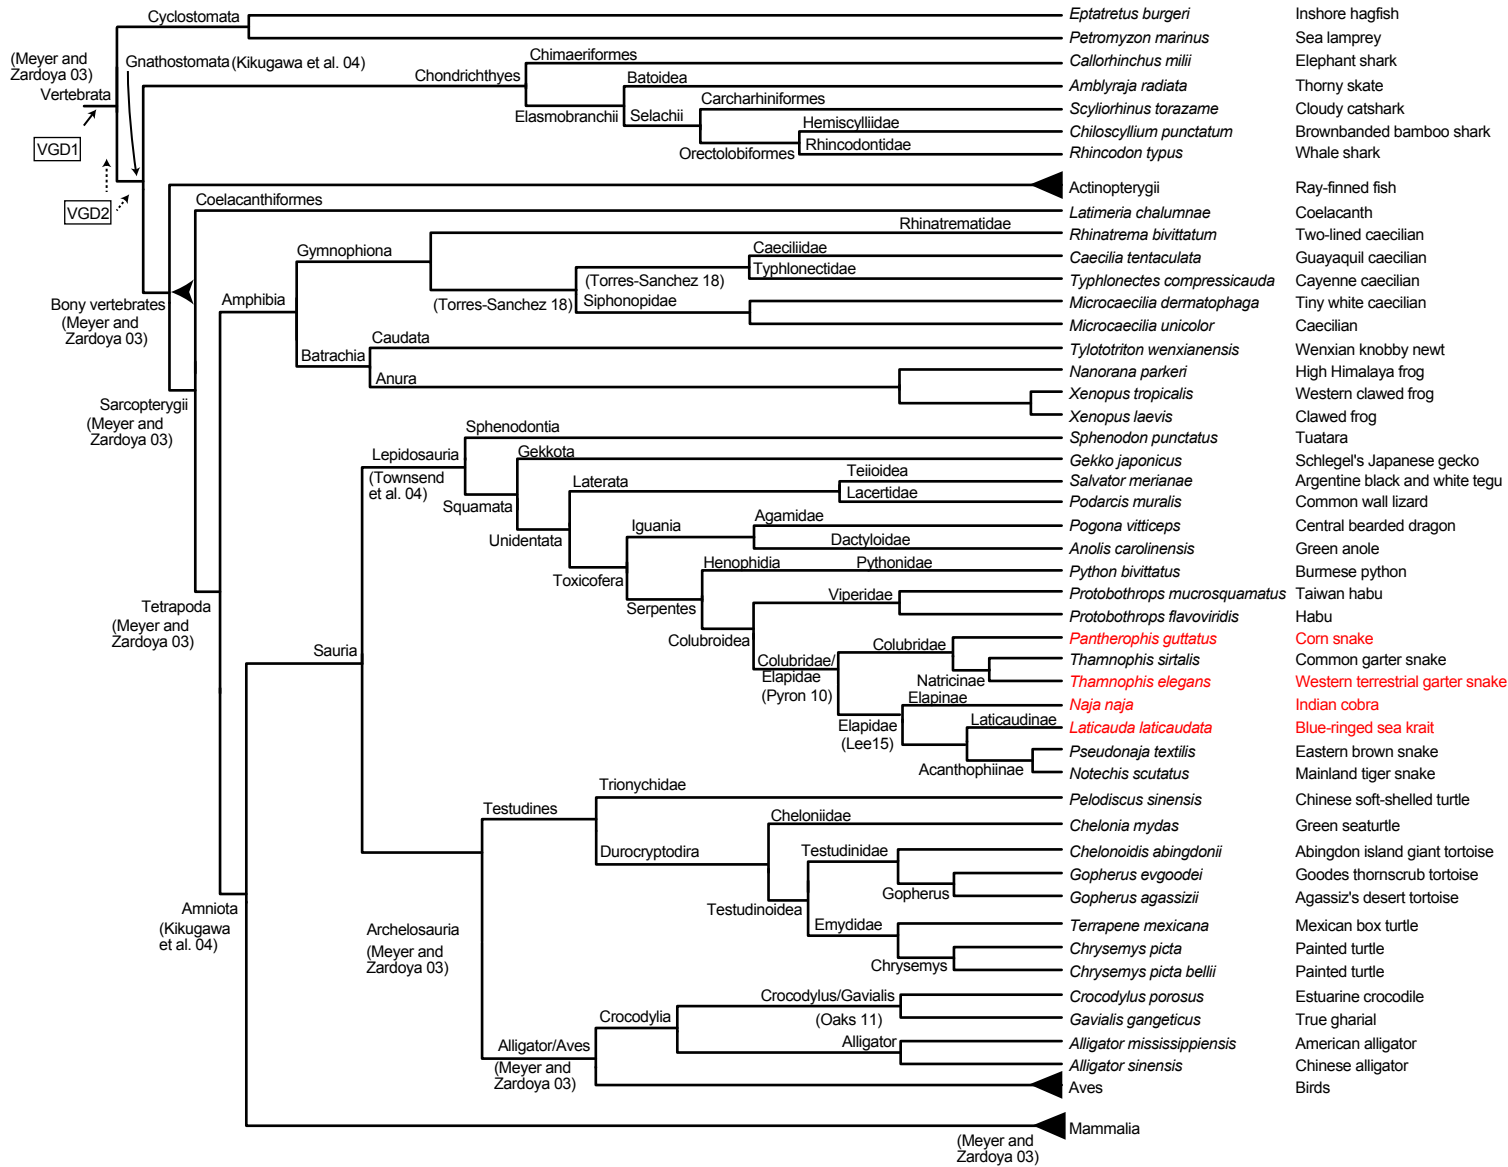 Cyclostomata
Eptatretus burgeri Inshore hagfish
Petromyzon marinus Sea lamprey
(Meyer and
Zardoya 03)
Gnathostomata (Kikugawa et al. 04)
Vertebrata
VGD1
VGD2
Chondrichthyes
Chimaeriformes
Callorhinchus milii Elephant shark
Elasmobranchii
Batoidea
Amblyraja radiata Thorny skate
Selachii
Carcharhiniformes
Scyliorhinus torazame Cloudy catshark
Orectolobiformes
Hemiscylliidae
Chiloscyllium punctatum Brownbanded bamboo shark
Rhincodontidae
Rhincodon typus Whale shark
Bony vertebrates
(Meyer and
Zardoya 03)
Actinopterygii Ray-finned fish
Sarcopterygii
(Meyer and
Zardoya 03)
Coelacanthiformes
Latimeria chalumnae Coelacanth
Tetrapoda
(Meyer and
Zardoya 03)
Amphibia
Gymnophiona
Rhinatrematidae
Rhinatrema bivittatum Two-lined caecilian
(Torres-Sanchez 18)
(Torres-Sanchez 18)
Caeciliidae
Caecilia tentaculata Guayaquil caecilian
Typhlonectidae
Typhlonectes compressicauda Cayenne caecilian
Siphonopidae
Microcaecilia dermatophaga Tiny white caecilian
Microcaecilia unicolor Caecilian
Batrachia
Caudata
Tylototriton wenxianensis Wenxian knobby newt
Anura
Nanorana parkeri High Himalaya frog
Xenopus tropicalis Western clawed frog
Xenopus laevis Clawed frog
Amniota
(Kikugawa
et al. 04)
Sauria
Lepidosauria
(Townsend
et al. 04)
Sphenodontia
Sphenodon punctatus Tuatara
Squamata
Gekkota
Gekko japonicus Schlegel's Japanese gecko
Unidentata
Laterata
Teiioidea
Salvator merianae Argentine black and white tegu
Lacertidae
Podarcis muralis Common wall lizard
Toxicofera
Iguania
Agamidae
Pogona vitticeps Central bearded dragon
Dactyloidae
Anolis carolinensis Green anole
Serpentes
Henophidia Pythonidae
Python bivittatus Burmese python
Colubroidea
Viperidae
Protobothrops mucrosquamatus Taiwan habu
Protobothrops flavoviridis Habu
Colubridae/
Elapidae
(Pyron 10)
Colubridae
Pantherophis guttatus Corn snake
Natricinae
Thamnophis sirtalis Common garter snake
Thamnophis elegans Western terrestrial garter snake
Elapidae
(Lee15)
Elapinae
Naja naja Indian cobra
Laticaudinae
Laticauda laticaudata Blue-ringed sea krait
Acanthophiinae
Pseudonaja textilis Eastern brown snake
Notechis scutatus Mainland tiger snake
Archelosauria
(Meyer and
Zardoya 03)
Testudines
Trionychidae
Pelodiscus sinensis Chinese soft-shelled turtle
Durocryptodira
Cheloniidae
Chelonia mydas Green seaturtle
Testudinoidea
Testudinidae
Chelonoidis abingdonii Abingdon island giant tortoise
Gopherus
Gopherus evgoodei Goodes thornscrub tortoise
Gopherus agassizii Agassiz's desert tortoise
Emydidae
Terrapene mexicana Mexican box turtle
Chrysemys
Chrysemys picta Painted turtle
Chrysemys picta bellii Painted turtle
Alligator/Aves
(Meyer and
Zardoya 03)
Crocodylia
Crocodylus/Gavialis
(Oaks 11)
Crocodylus porosus Estuarine crocodile
Gavialis gangeticus True gharial
Alligator
Alligator mississippiensis American alligator
Alligator sinensis Chinese alligator
Aves Birds
Mammalia
(Meyer and
Zardoya 03)